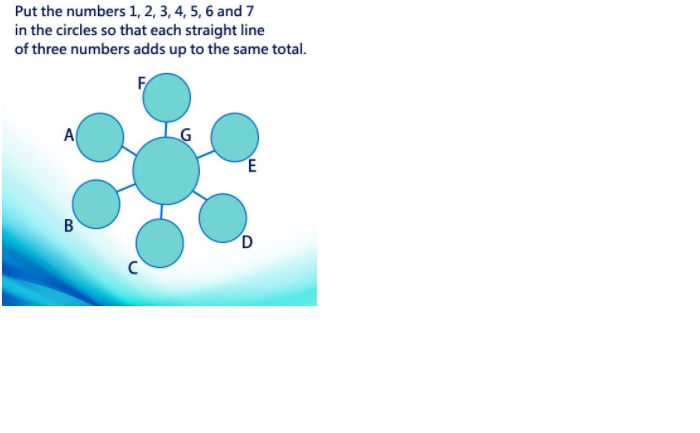 Put the numbers 1, 2, 3, 4, 5, 6 and 7
in the circles so that each straight line
of three numbers adds up to the same total.
F
A
G
E
B
D
C